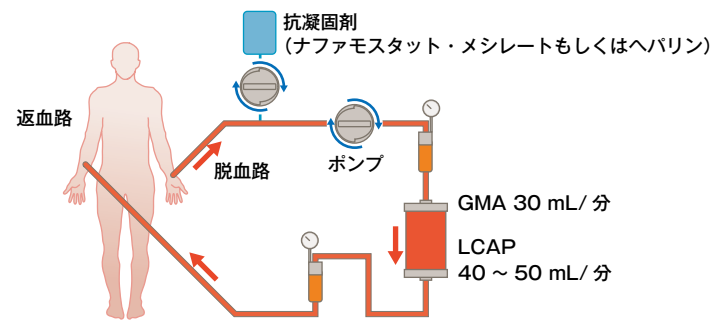 抗凝固剤
（ナファモスタット・メシレートもしくはヘパリン）
返血路
脱血路
ポンプ
GMA 30 mL/ 分
LCAP
40 ～ 50 mL/ 分